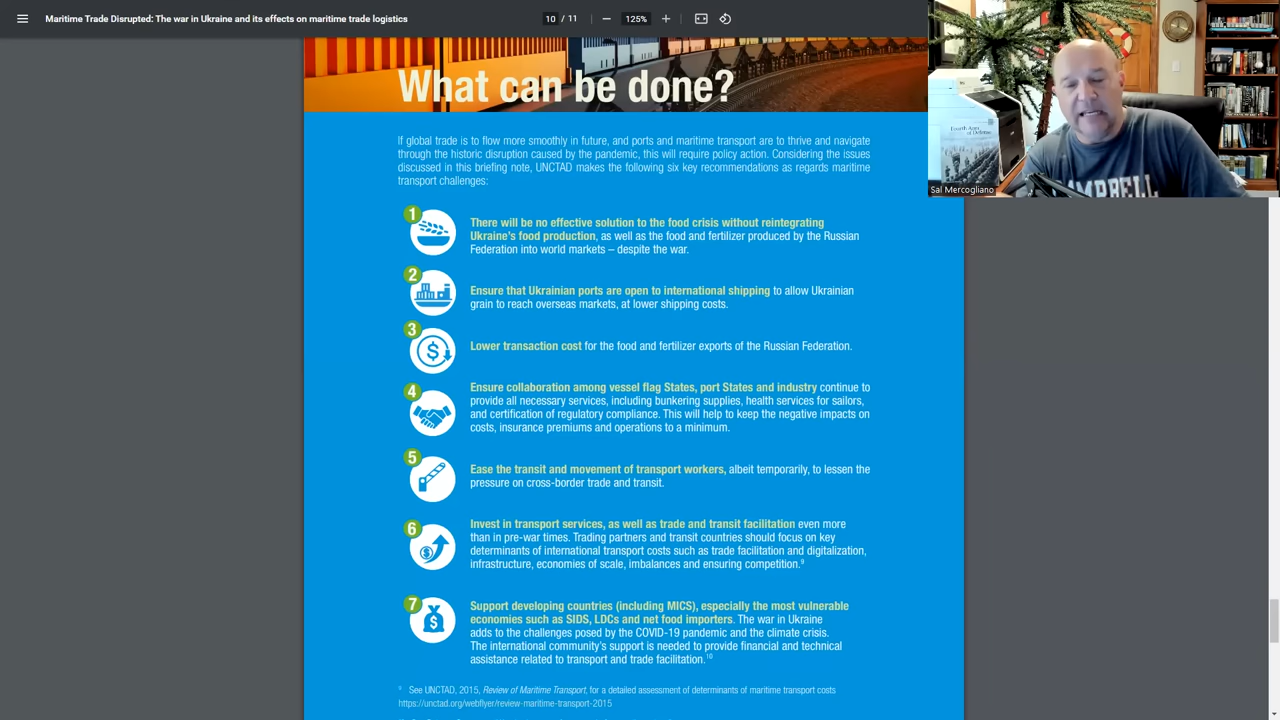 Maritime Trade Disrupted: The war in Ukraine and its effects on maritime trade logistics
10 / 11
125%
What can be done?
If global trade is to flow more smoothly in future, and ports and maritime transport are to thrive and navigate
through the historic disruption caused by the pandemic, this will require policy action. Considering the issues
discussed in this briefing note, UNCTAD makes the following six key recommendations as regards maritime
transport challenges:
1
There will be no effective solution to the food crisis without reintegrating
Ukraine's food production, as well as the food and fertilizer produced by the Russian
Federation into world markets – despite the war.
2
Ensure that Ukrainian ports are open to international shipping to allow Ukrainian
grain to reach overseas markets, at lower shipping costs.
3
Lower transaction cost for the food and fertilizer exports of the Russian Federation.
4
Ensure collaboration among vessel flag States, port States and industry continue to
provide all necessary services, including bunkering supplies, health services for sailors,
and certification of regulatory compliance. This will help to keep the negative impacts on
costs, insurance premiums and operations to a minimum.
5
Ease the transit and movement of transport workers, albeit temporarily, to lessen the
pressure on cross-border trade and transit.
6
Invest in transport services, as well as trade and transit facilitation even more
than in pre-war times. Trading partners and transit countries should focus on key
determinants of international transport costs such as trade facilitation and digitalization,
infrastructure, economies of scale, imbalances and ensuring competition.9
7
Support developing countries (including MICS), especially the most vulnerable
economies such as SIDS, LDCs and net food importers. The war in Ukraine
adds to the challenges posed by the COVID-19 pandemic and the climate crisis.
The international community's support is needed to provide financial and technical
assistance related to transport and trade facilitation.10
9 See UNCTAD, 2015, Review of Maritime Transport, for a detailed assessment of determinants of maritime transport costs
https://unctad.org/webflyer/review-maritime-transport-2015
Fourth Arm
of Defense
CAMPBELL
Sal Mercogliano